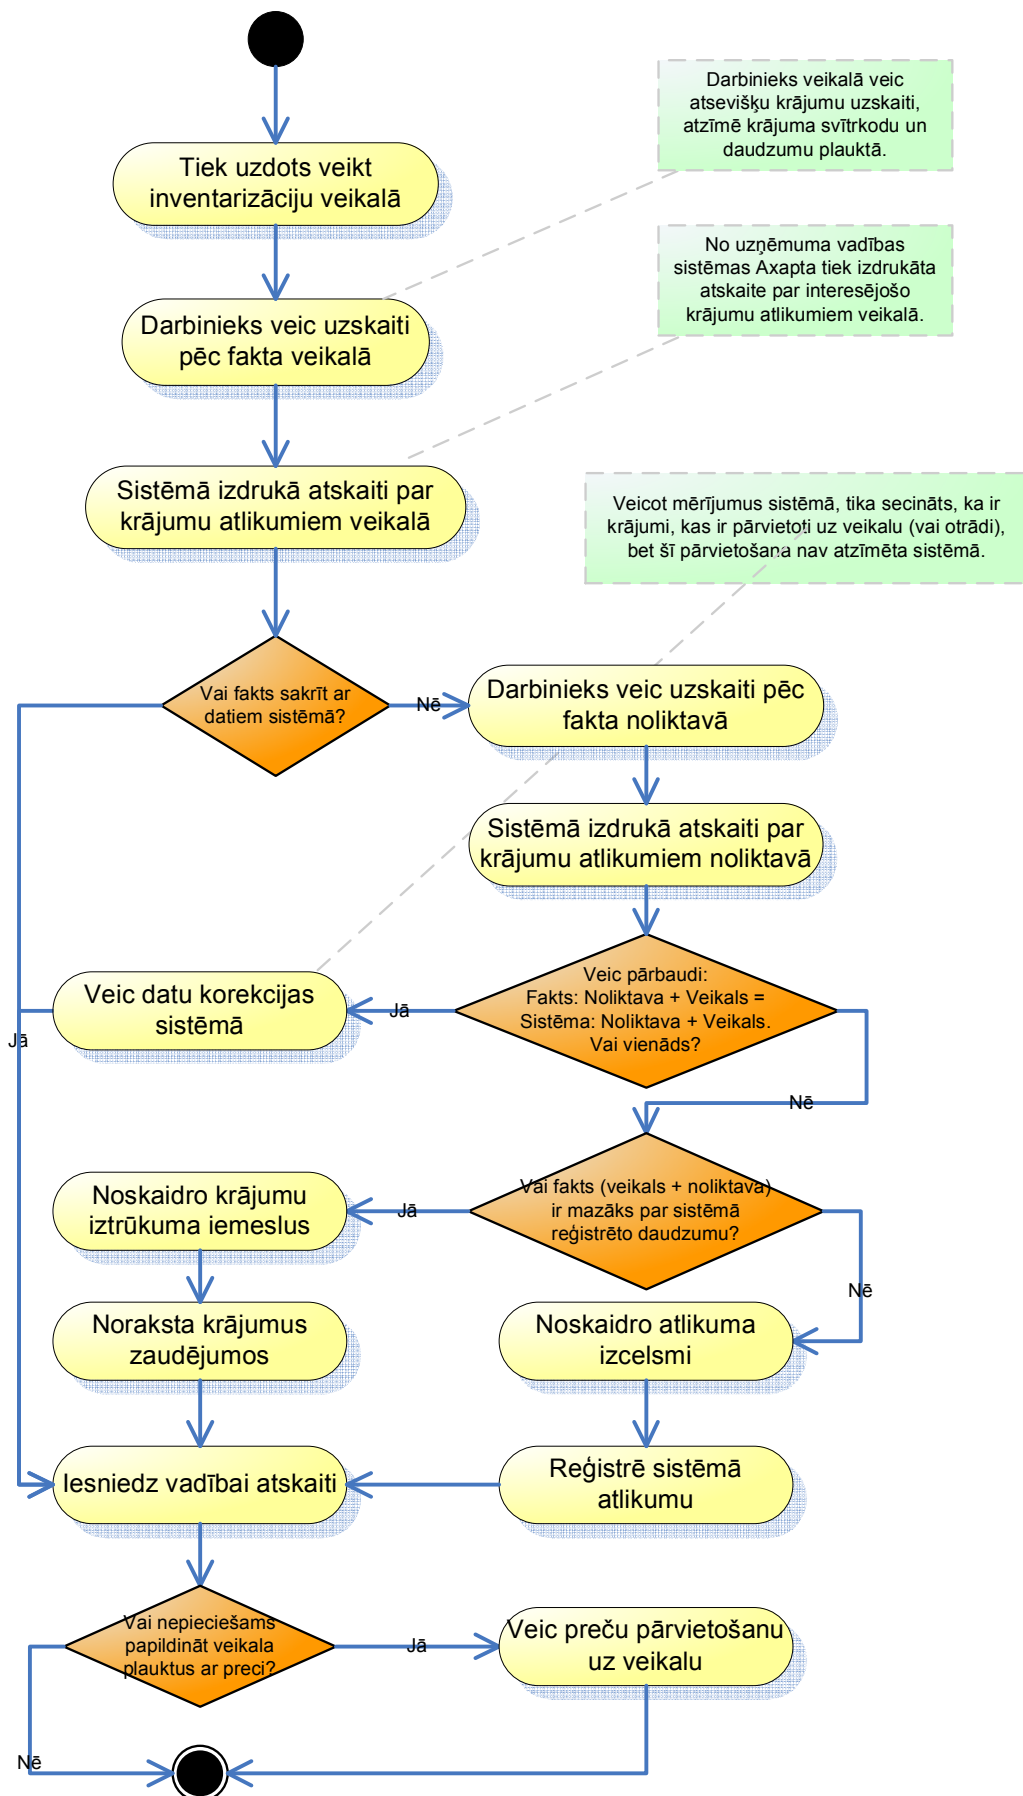 Darbinieks veikalā veic
atsevišķu krājumu uzskaiti,
atzīmē krājuma svītrkodu un
daudzumu plauktā.
Tiek uzdots veikt
inventarizāciju veikalā
No uzņēmuma vadības
sistēmas Axapta tiek izdrukāta
atskaite par interesējošo
krājumu atlikumiem veikalā.
Darbinieks veic uzskaiti
pēc fakta veikalā
Sistēmā izdrukā atskaiti par
krājumu atlikumiem veikalā
Veicot mērījumus sistēmā, tika secināts, ka ir
krājumi, kas ir pārvietoti uz veikalu (vai otrādi),
bet šī pārvietošana nav atzīmēta sistēmā.
Vai fakts sakrīt ar
datiem sistēmā?
Nē
Darbinieks veic uzskaiti pēc
fakta noliktavā
Sistēmā izdrukā atskaiti par
krājumu atlikumiem noliktavā
Veic pārbaudi:
Fakts: Noliktava + Veikals =
Sistēma: Noliktava + Veikals.
Vai vienāds?
Jā
Veic datu korekcijas
sistēmā
Jā
Nē
Vai fakts (veikals + noliktava)
ir mazāks par sistēmā
reģistrēto daudzumu?
Jā
Noskaidro krājumu
iztrūkuma iemeslus
Nē
Noraksta krājumus
zaudējumos
Noskaidro atlikuma
izcelsmi
Iesniedz vadībai atskaiti
Reģistrē sistēmā
atlikumu
Vai nepieciešams
papildināt veikala
plauktus ar preci?
Jā
Veic preču pārvietošanu
uz veikalu
Nē